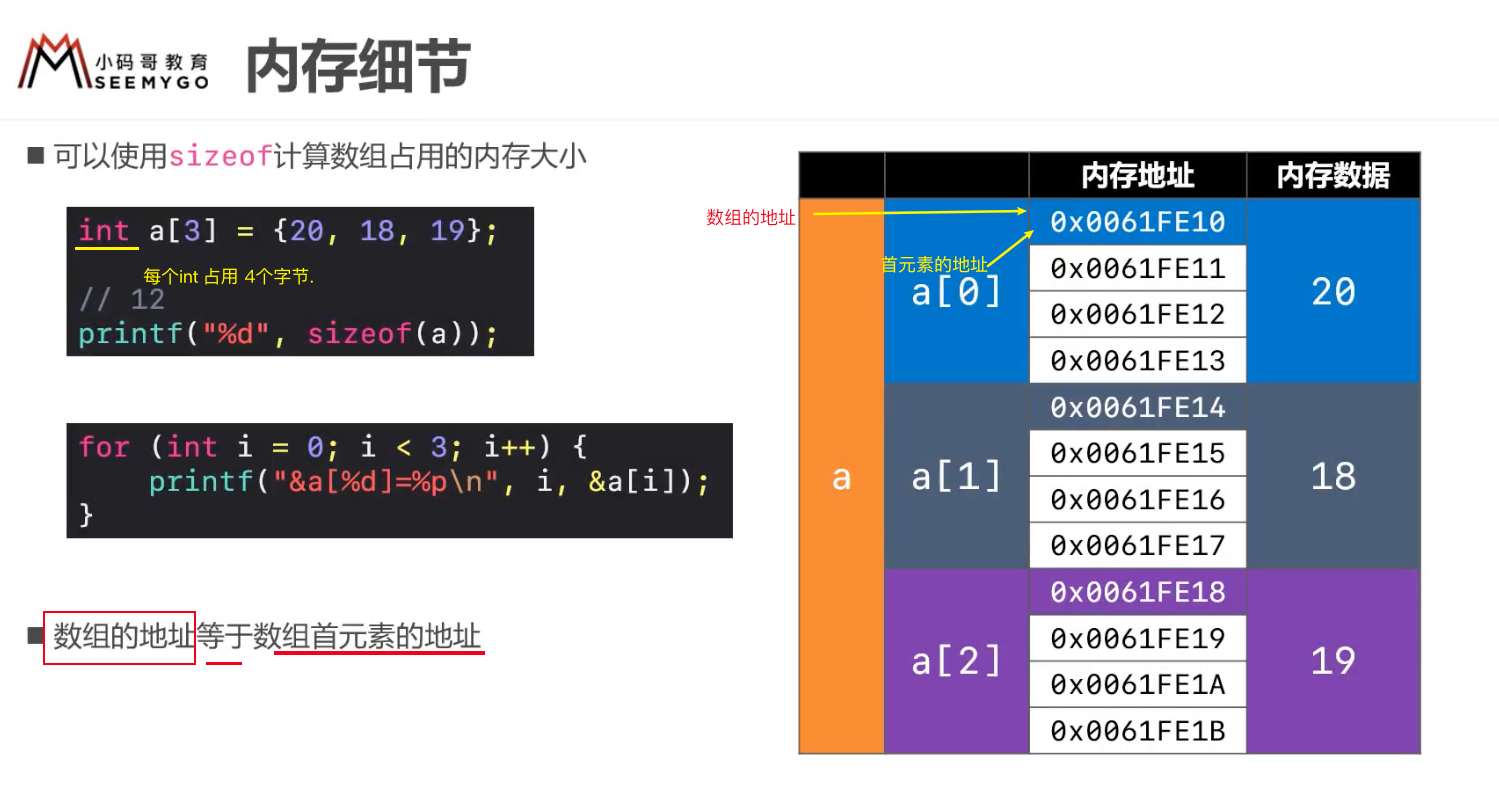 小码哥教育
SEEMYGO
内存细节
■ 可以使用sizeof计算数组占用的内存大小
int a[3] = {20, 18, 19};
每个int 占用 4个字节.
// 12
printf("%d", sizeof(a));
for (int i = 0; i < 3; i++) {
printf("&a[%d]=%p\n", i, &a[i]);
}
■ 数组的地址等于数组首元素的地址
内存地址 内存数据
数组的地址
首元素的地址
a
a[0]
0x0061FE10
0x0061FE11
0x0061FE12
0x0061FE13
20
a[1]
0x0061FE14
0x0061FE15
0x0061FE16
0x0061FE17
18
a[2]
0x0061FE18
0x0061FE19
0x0061FE1A
0x0061FE1B
19